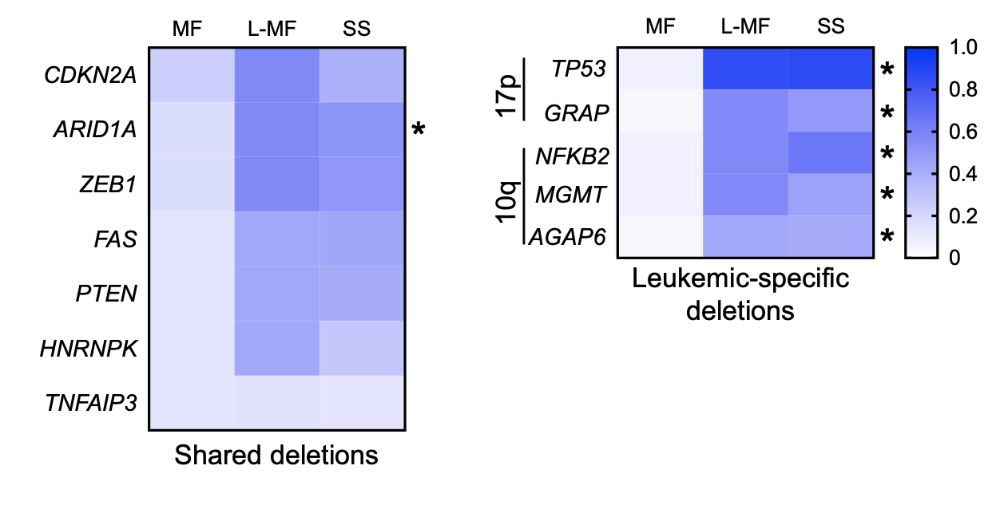 MF L-MF SS
CDKN2A
ARID1A *
ZEB1
FAS
PTEN
HNRNPK
TNFAIP3
Shared deletions
MF L-MF SS
17p
TP53 *
GRAP *
10q
NFKB2 *
MGMT *
AGAP6 *
Leukemic-specific
deletions
1.0
0.8
0.6
0.4
0.2
0